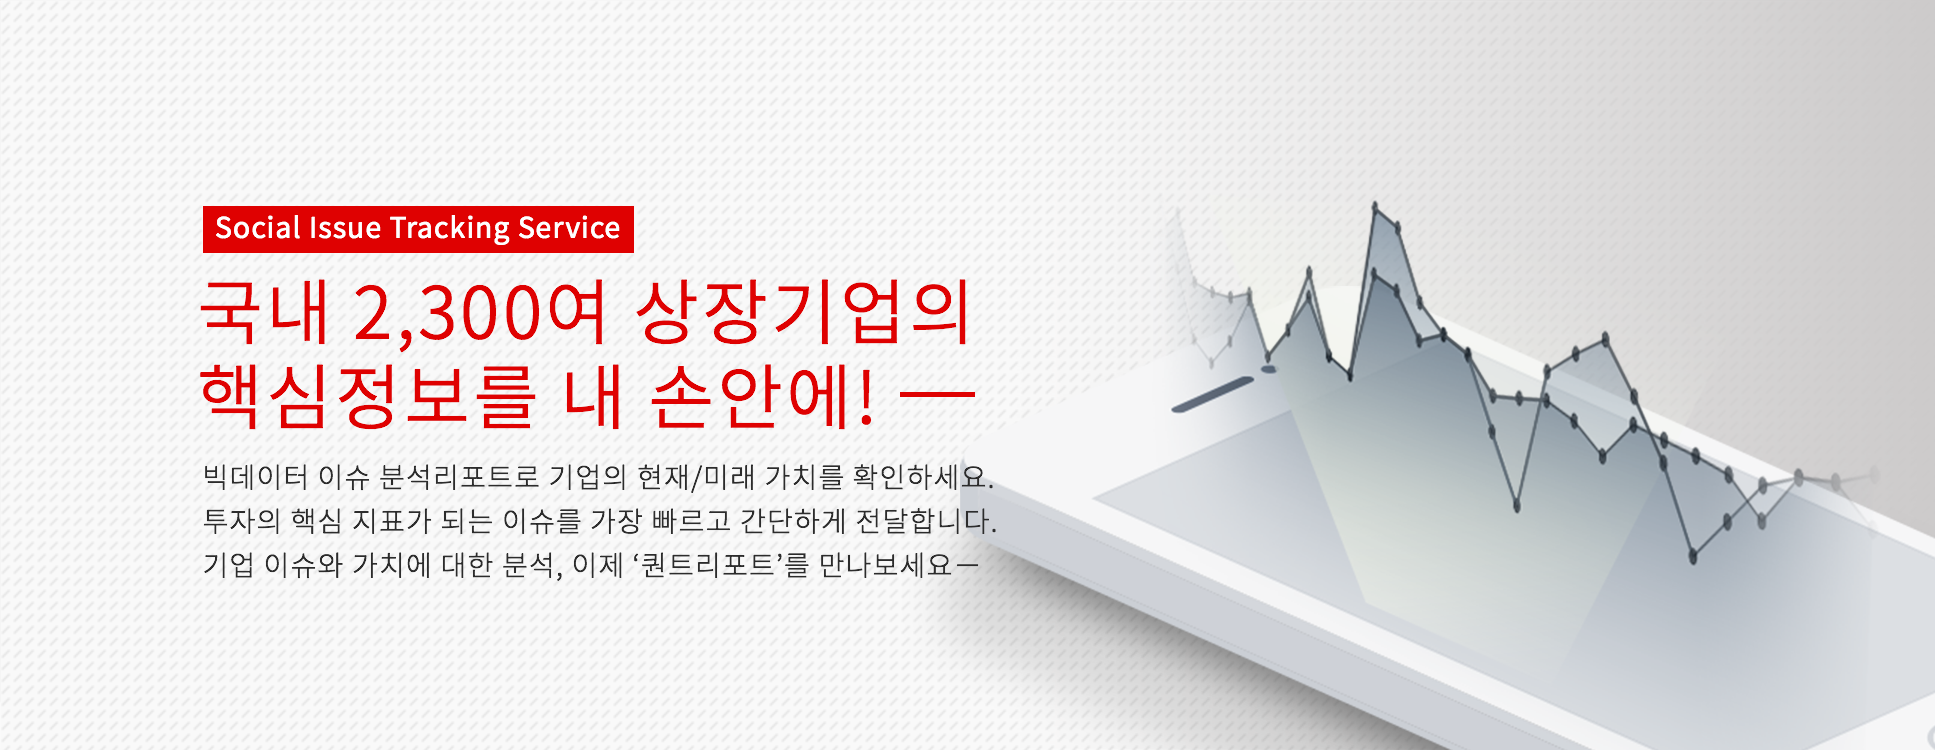 Social Issue Tracking Service
국내 2,300여 상장기업의
핵심정보를 내 손안에! —
빅데이터 이슈 분석리포트로 기업의 현재/미래 가치를 확인하세요.
투자의 핵심 지표가 되는 이슈를 가장 빠르고 간단하게 전달합니다.
기업 이슈와 가치에 대한 분석, 이제 ‘퀀트리포트’를 만나보세요—